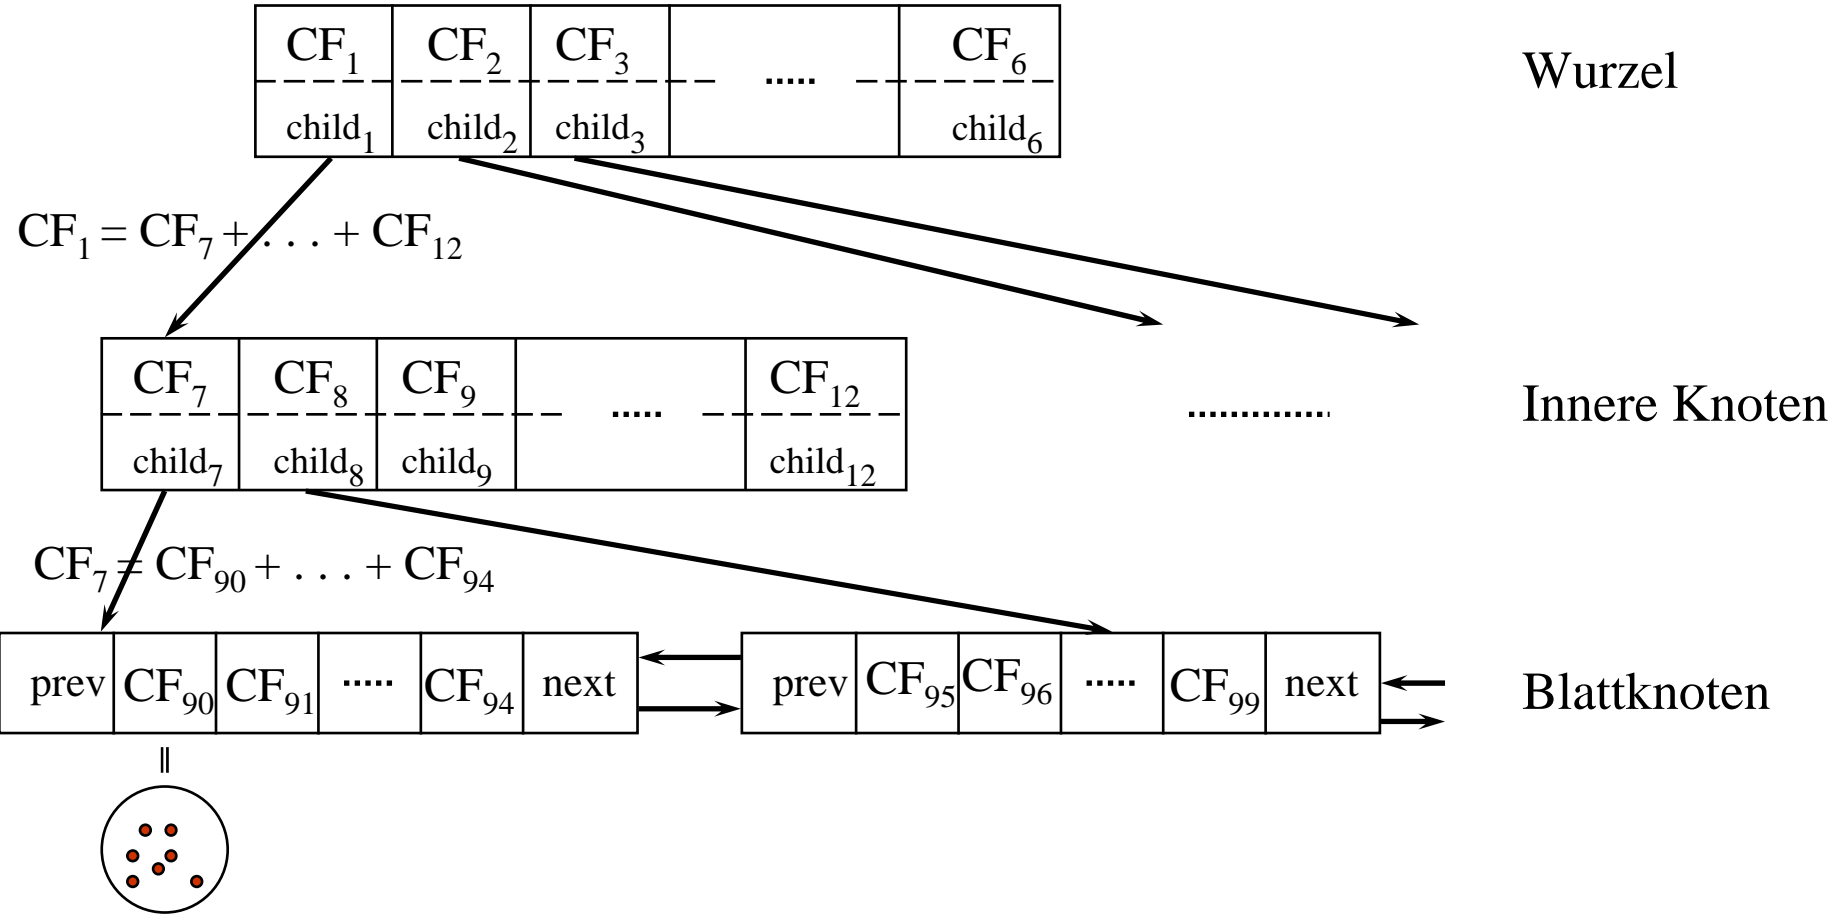 CF₁ CF₂ CF₃ ..... CF₆
Wurzel
child₁ child₂ child₃ child₆
CF₁ = CF₇ + . . . + CF₁₂
CF₇ CF₈ CF₉ ..... CF₁₂
.............. Innere Knoten
child₇ child₈ child₉ child₁₂
CF₇ = CF₉₀ + . . . + CF₉₄
prev CF₉₀ CF₉₁ ..... CF₉₄ next prev CF₉₅ CF₉₆ ..... CF₉₉ next Blattknoten